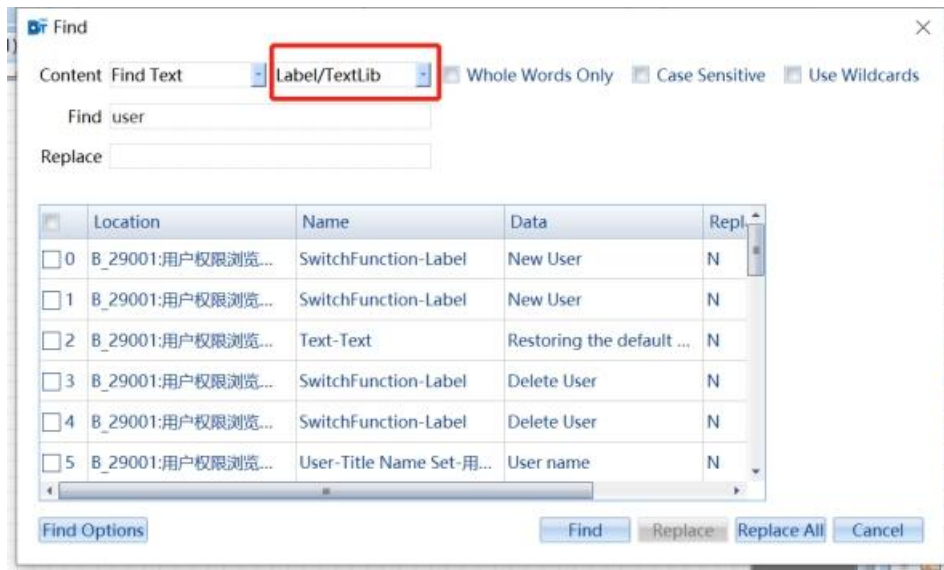 Find
Content Find Text Label/TextLib Whole Words Only Case Sensitive Use Wildcards
Find user
Replace
Location Name Data Repl
0 B_29001:用户权限浏览... SwitchFunction-Label New User N
1 B_29001:用户权限浏览... SwitchFunction-Label New User N
2 B_29001:用户权限浏览... Text-Text Restoring the default ... N
3 B_29001:用户权限浏览... SwitchFunction-Label Delete User N
4 B_29001:用户权限浏览... SwitchFunction-Label Delete User N
5 B_29001:用户权限浏览... User-Title Name Set-用... User name N
Find Options Find Replace Replace All Cancel